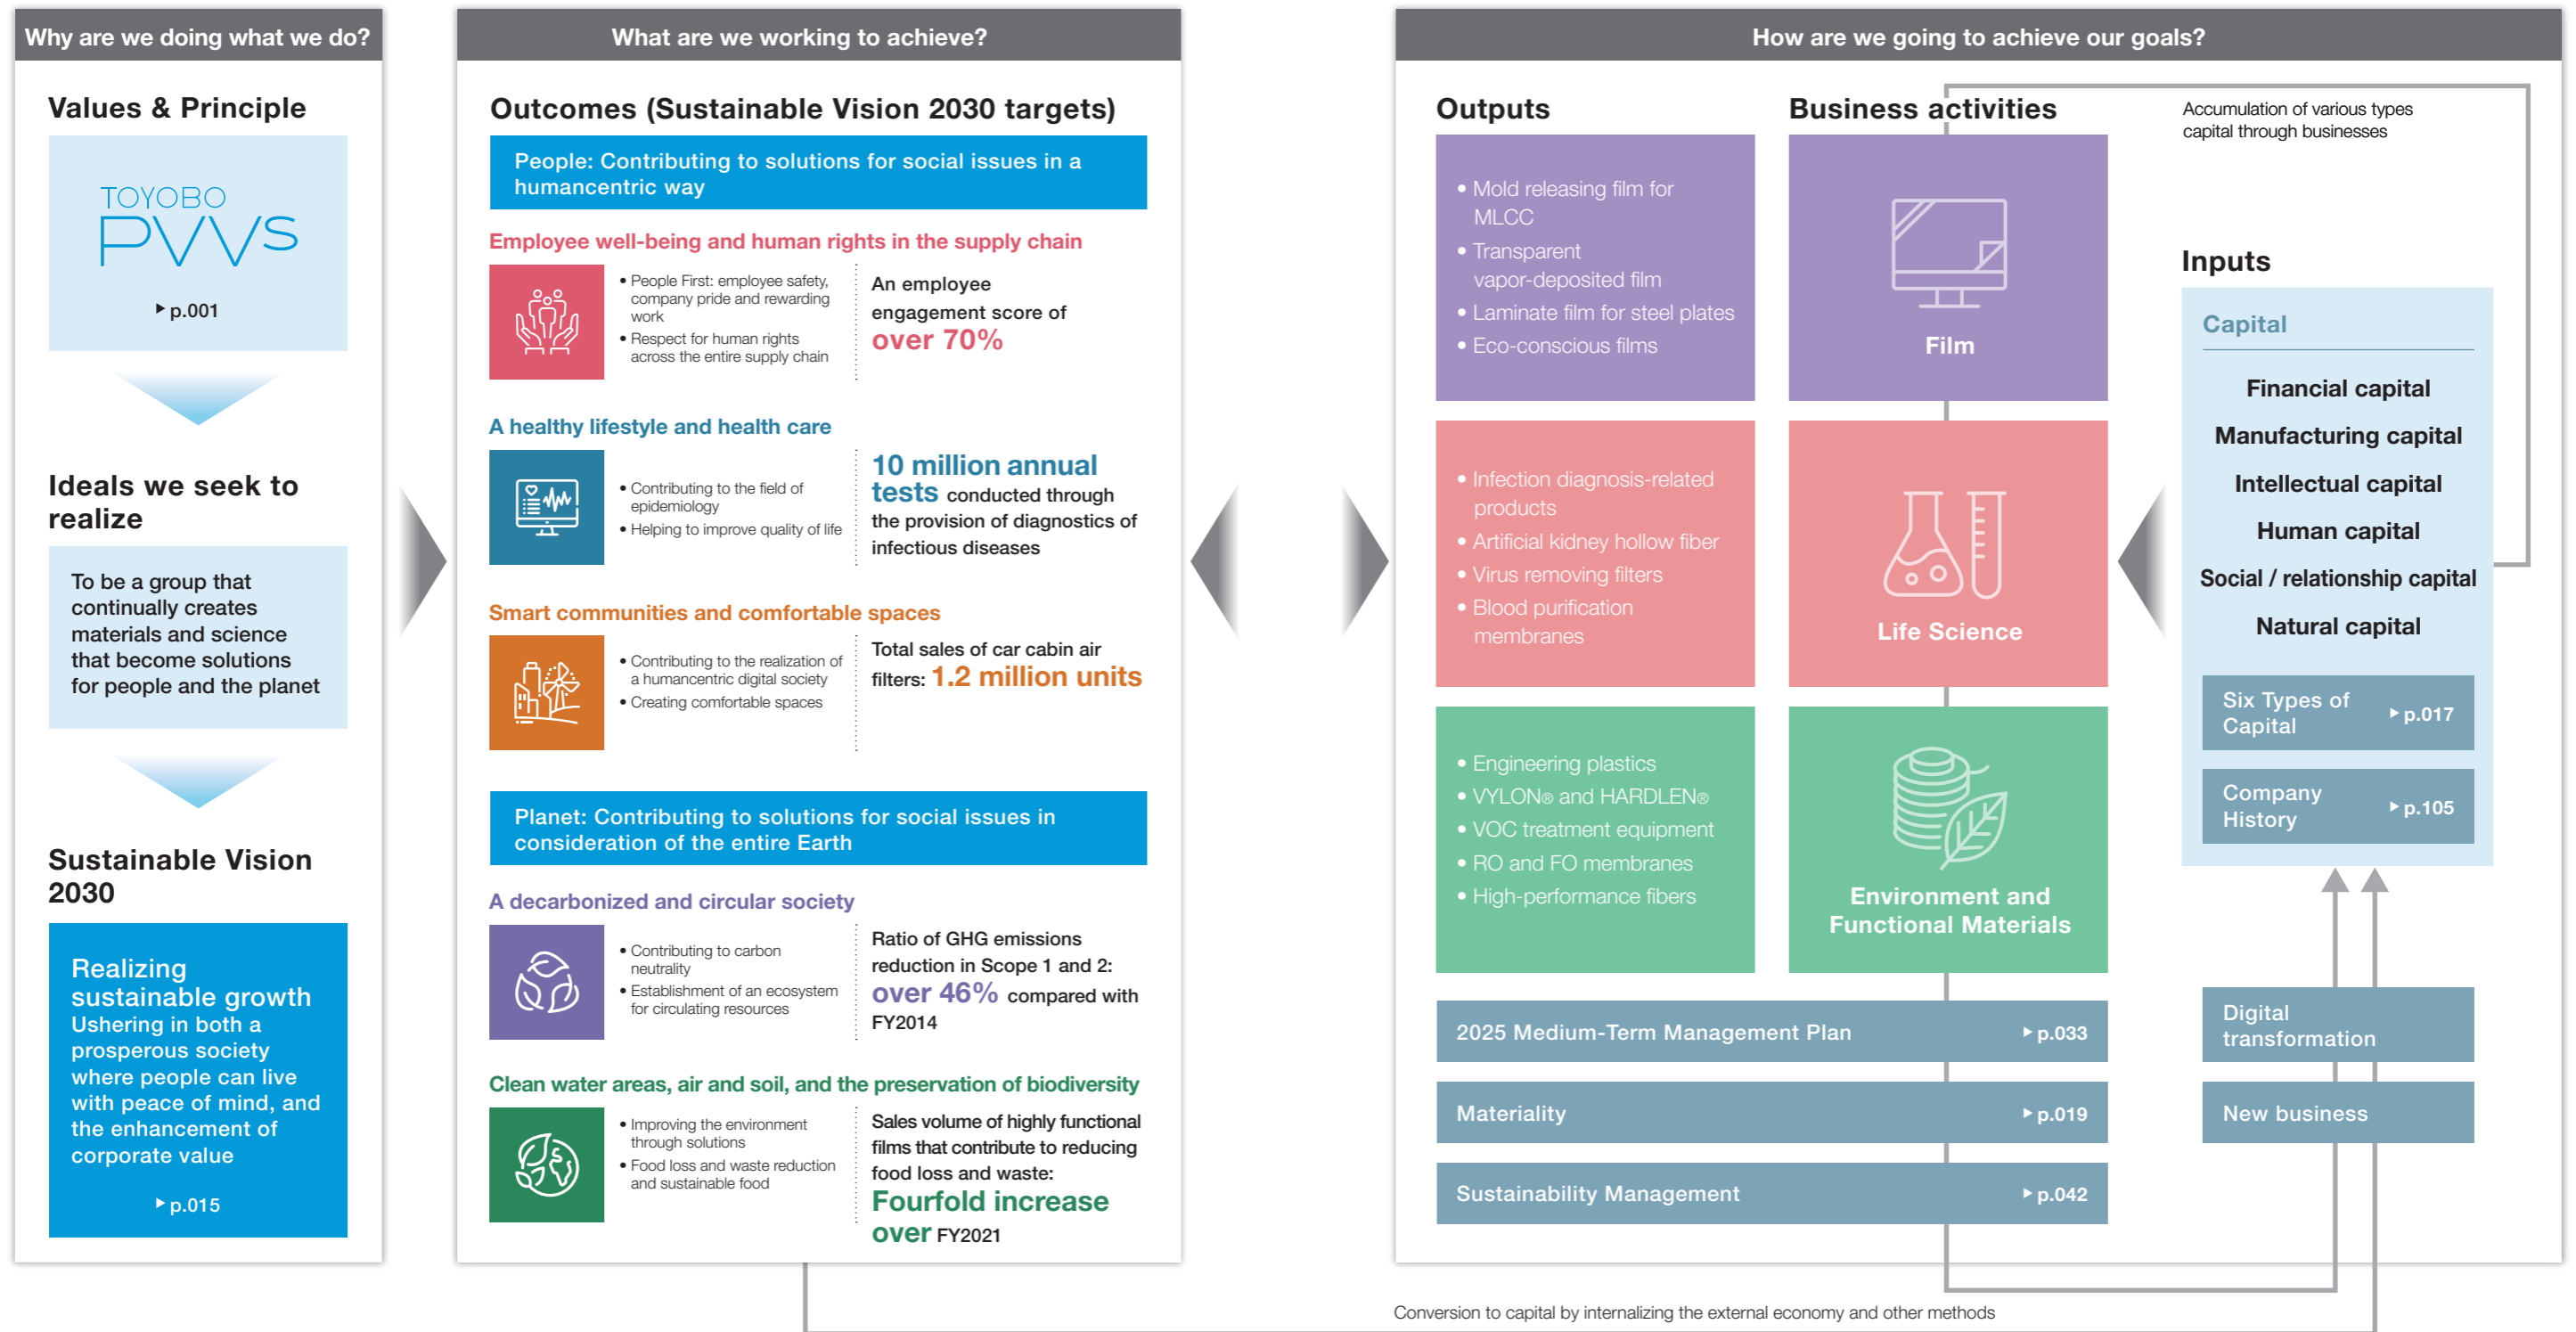 Why are we doing what we do?
Values & Principle
TOYOBO
PVVs
p.001
Ideals we seek to
realize
To be a group that
continually creates
materials and science
that become solutions
for people and the planet
Sustainable Vision
2030
Realizing
sustainable growth
Ushering in both a
prosperous society
where people can live
with peace of mind, and
the enhancement of
corporate value
p.015
What are we working to achieve?
Outcomes (Sustainable Vision 2030 targets)
People: Contributing to solutions for social issues in a
humancentric way
Employee well-being and human rights in the supply chain
• People First: employee safety,
company pride and rewarding
work
• Respect for human rights
across the entire supply chain
An employee
engagement score of
over 70%
A healthy lifestyle and health care
• Contributing to the field of
epidemiology
• Helping to improve quality of life
10 million annual
tests conducted through
the provision of diagnostics of
infectious diseases
Smart communities and comfortable spaces
• Contributing to the realization of
a humancentric digital society
• Creating comfortable spaces
Total sales of car cabin air
filters: 1.2 million units
Planet: Contributing to solutions for social issues in
consideration of the entire Earth
A decarbonized and circular society
• Contributing to carbon
neutrality
• Establishment of an ecosystem
for circulating resources
Ratio of GHG emissions
reduction in Scope 1 and 2:
over 46% compared with
FY2014
Clean water areas, air and soil, and the preservation of biodiversity
• Improving the environment
through solutions
• Food loss and waste reduction
and sustainable food
Sales volume of highly functional
films that contribute to reducing
food loss and waste:
Fourfold increase
over FY2021
How are we going to achieve our goals?
Outputs
• Mold releasing film for
MLCC
• Transparent
vapor-deposited film
• Laminate film for steel plates
• Eco-conscious films
• Infection diagnosis-related
products
• Artificial kidney hollow fiber
• Virus removing filters
• Blood purification
membranes
• Engineering plastics
• VYLON® and HARDLEN®
• VOC treatment equipment
• RO and FO membranes
• High-performance fibers
Business activities
Film
Life Science
Environment and
Functional Materials
2025 Medium-Term Management Plan p.033
Materiality p.019
Sustainability Management p.042
Accumulation of various types
capital through businesses
Inputs
Capital
Financial capital
Manufacturing capital
Intellectual capital
Human capital
Social / relationship capital
Natural capital
Six Types of
Capital
p.017
Company
History
p.105
Digital
transformation
New business
Conversion to capital by internalizing the external economy and other methods